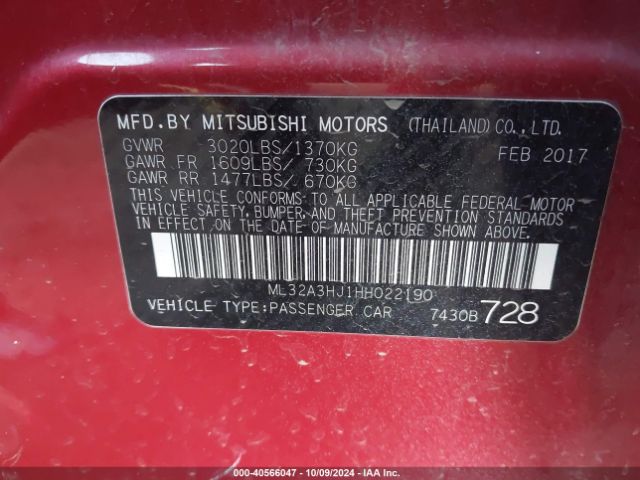 MFD.BY MITSUBISHI MOTORS (THAILAND)CO.,LTD.
GVWR 3020LBS/1370KG FEB 2017
GAWR FR 1609LBS/ 730KG
GAWR RR 1477LBS/ 670KG
THIS VEHICLE CONFORMS TO ALL APPLICABLE FEDERAL MOTOR
VEHICLE SAFETY, BUMPER, AND THEFT PREVENTION STANDARDS
IN EFFECT ON THE DATE OF MANUFACTURE SHOWN ABOVE.
ML32A3HJ1HH022190
VEHICLE TYPE:PASSENGER CAR 7430B 728
000-40566047 - 10/09/2024 - IAA Inc.